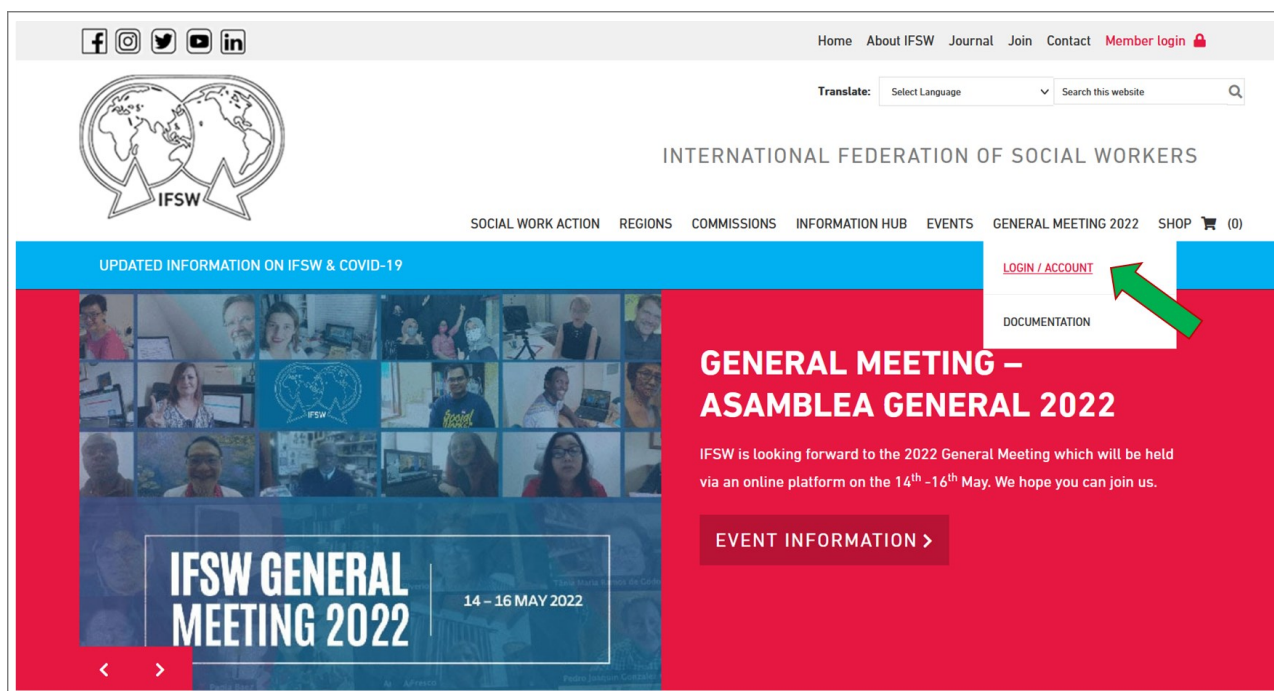 Home About IFSW Journal Join Contact Member login
Translate: Select Language Search this website
IFSW
INTERNATIONAL FEDERATION OF SOCIAL WORKERS
SOCIAL WORK ACTION REGIONS COMMISSIONS INFORMATION HUB EVENTS GENERAL MEETING 2022 SHOP (0)
UPDATED INFORMATION ON IFSW & COVID-19
LOGIN / ACCOUNT
DOCUMENTATION
IFSW
GENERAL MEETING –
ASAMBLEA GENERAL 2022
IFSW is looking forward to the 2022 General Meeting which will be held
via an online platform on the 14th -16th May. We hope you can join us.
EVENT INFORMATION
IFSW GENERAL
MEETING 2022
14 – 16 MAY 2022